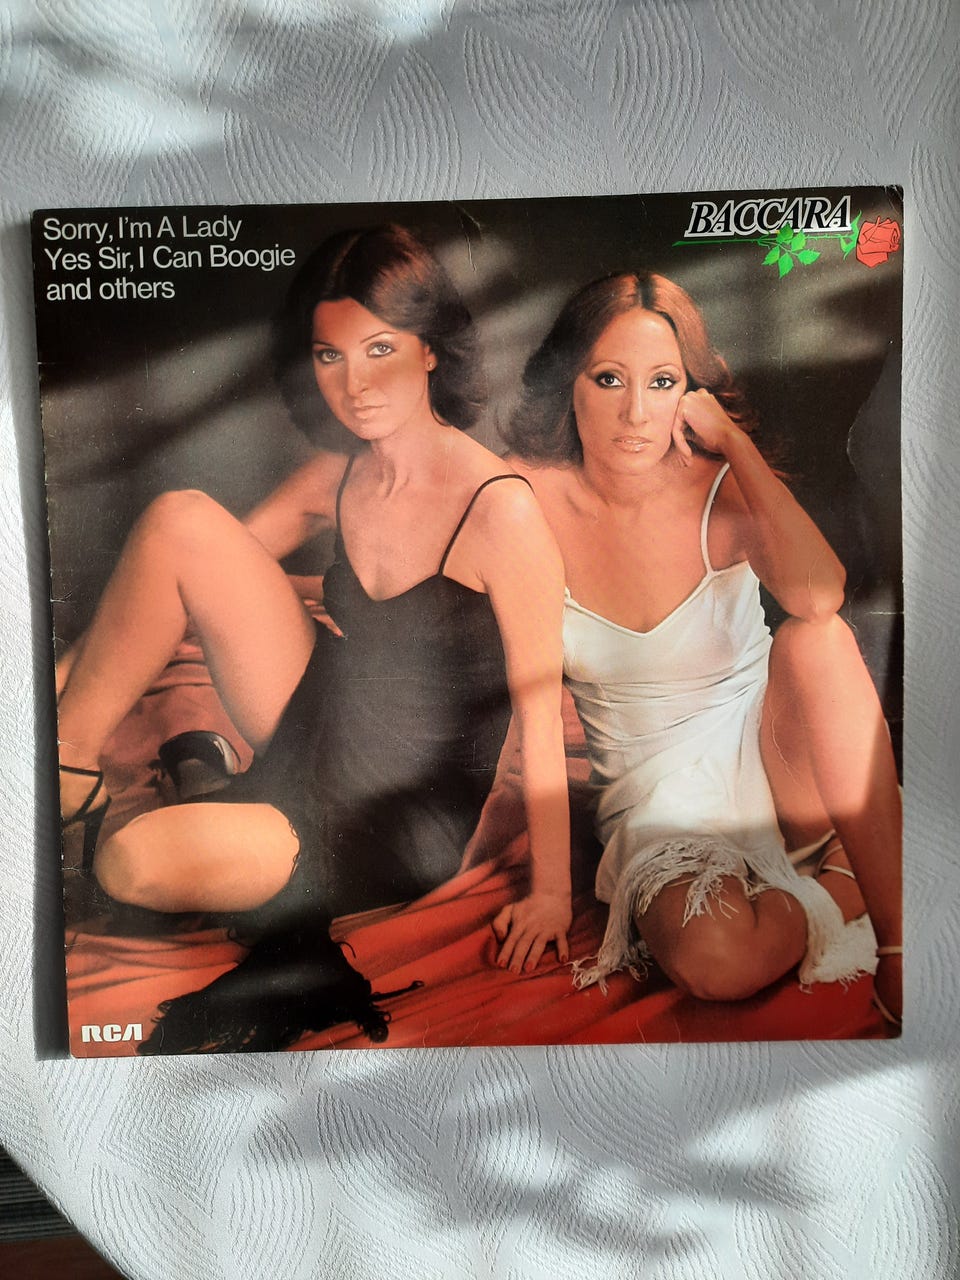 Sorry, I'm A Lady
Yes Sir, I Can Boogie
and others
BACCARA
RCA